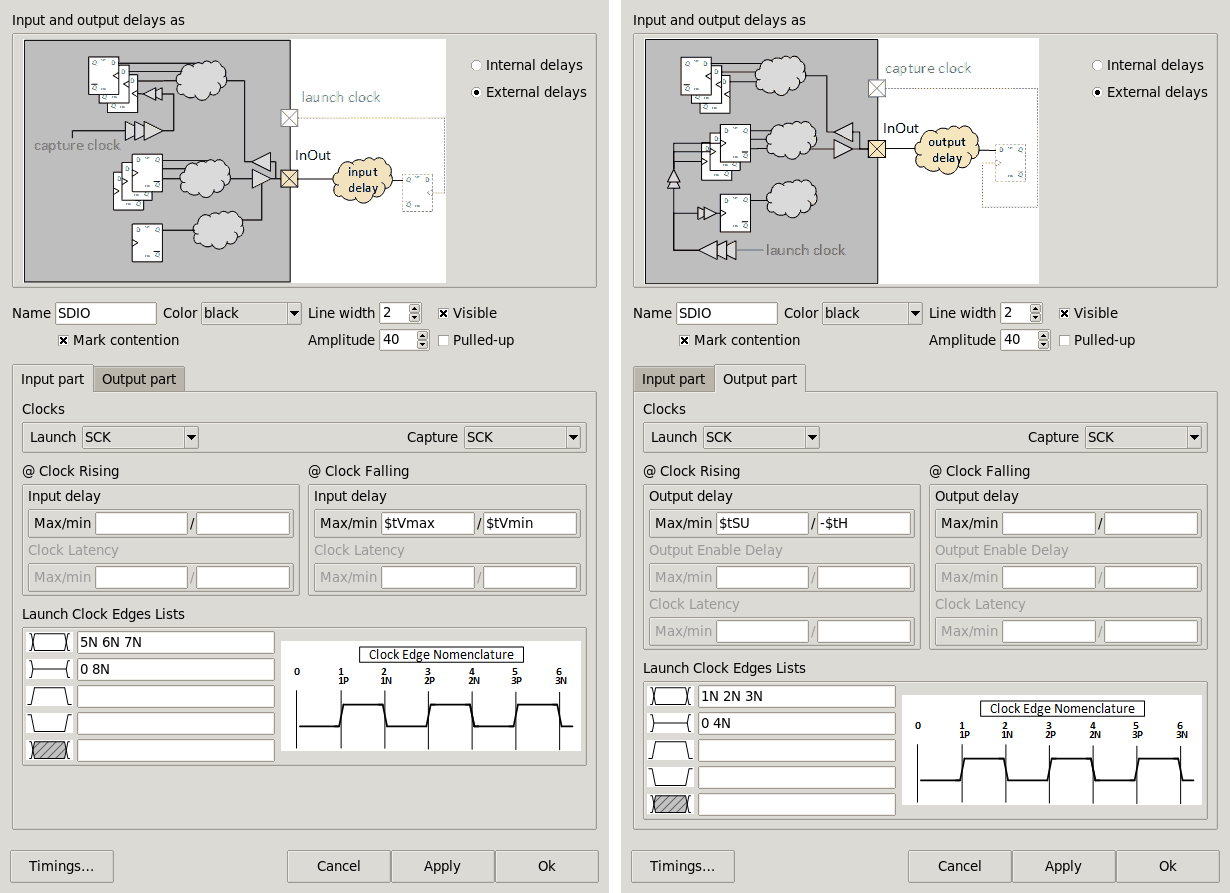 Input and output delays as
launch clock
capture clock
InOut
input
delay
Internal delays
External delays
Name SDIO Color black Line width 2 Visible
Mark contention Amplitude 40 Pulled-up
Input part Output part
Clocks
Launch SCK Capture SCK
@ Clock Rising @ Clock Falling
Input delay Input delay
Max/min / Max/min $tVmax / $tVmin
Clock Latency Clock Latency
Max/min / Max/min /
Launch Clock Edges Lists
5N 6N 7N
0 8N
Clock Edge Nomenclature
0 1 2 3 4 5 6
1P 1N 2P 2N 3P 3N
Timings... Cancel Apply Ok
Input and output delays as
capture clock
InOut
output
delay
launch clock
Internal delays
External delays
Name SDIO Color black Line width 2 Visible
Mark contention Amplitude 40 Pulled-up
Input part Output part
Clocks
Launch SCK Capture SCK
@ Clock Rising @ Clock Falling
Output delay Output delay
Max/min $tSU / -$tH Max/min /
Output Enable Delay Output Enable Delay
Max/min / Max/min /
Clock Latency Clock Latency
Max/min / Max/min /
Launch Clock Edges Lists
1N 2N 3N
0 4N
Clock Edge Nomenclature
0 1 2 3 4 5 6
1P 1N 2P 2N 3P 3N
Timings... Cancel Apply Ok